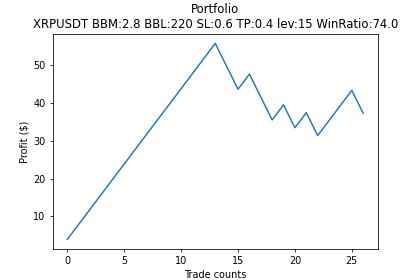 Portfolio
XRPUSDT BBM:2.8 BBL:220 SL:0.6 TP:0.4 lev:15 WinRatio:74.0
50
40
30
20
10
Profit ($)
0 5 10 15 20 25
Trade counts